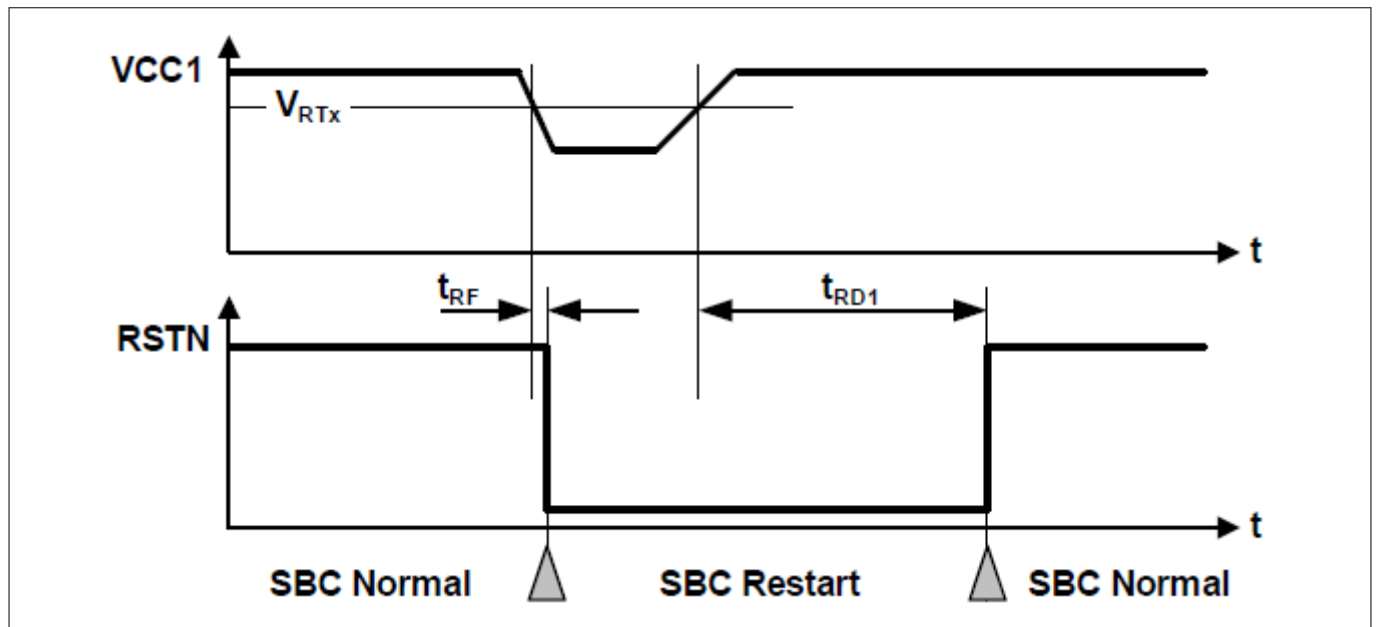 VCC1
VRTx
t
tRF
tRD1
RSTN
t
SBC Normal
SBC Restart
SBC Normal